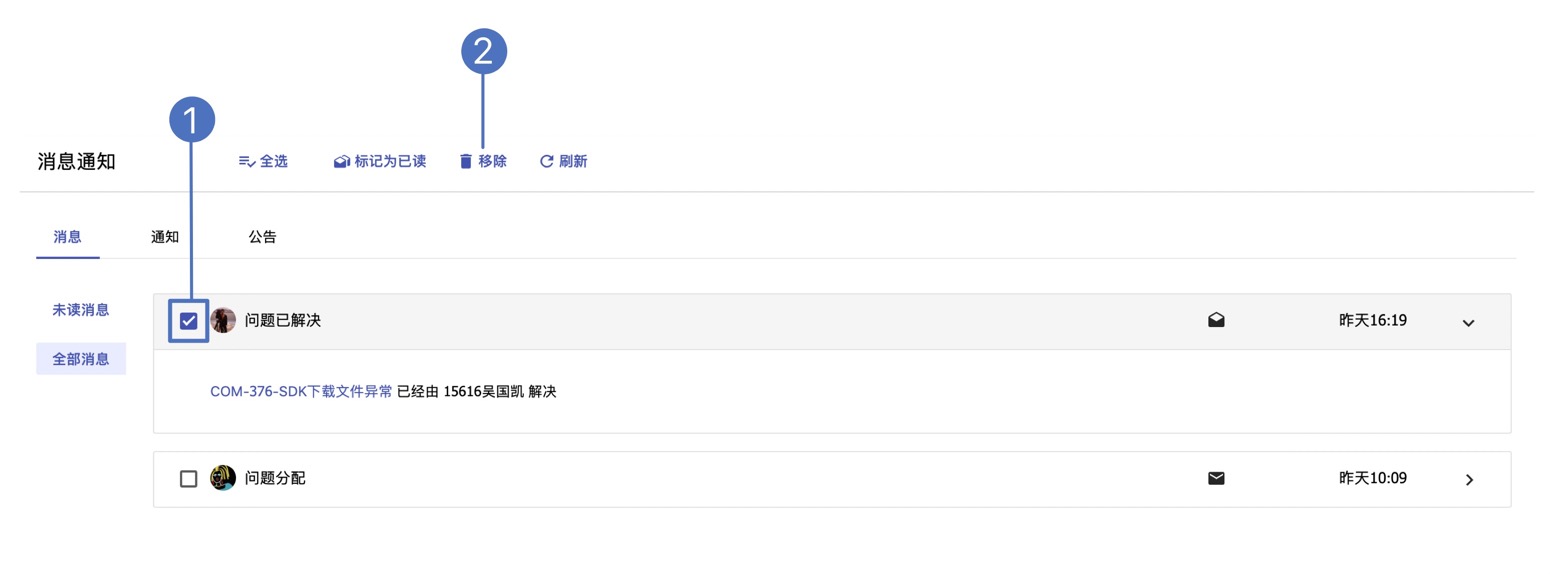 2
1
消息通知 全选 标记为已读 移除 刷新
消息 通知 公告
未读消息
全部消息
问题已解决 昨天16:19
COM-376-SDK下载文件异常 已经由 15616吴国凯 解决
问题分配 昨天10:09